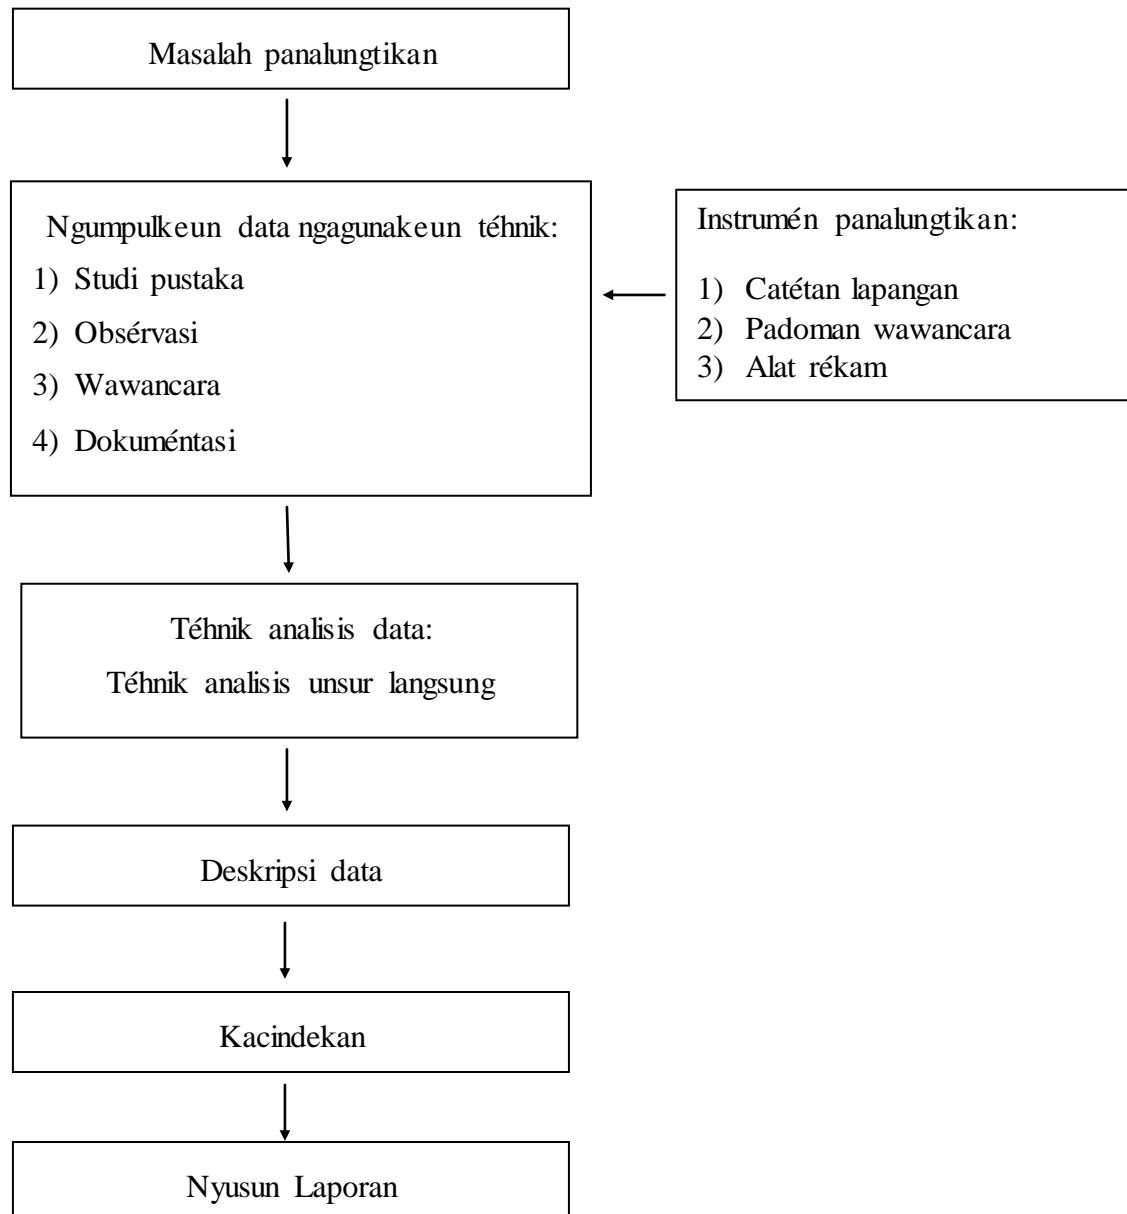 Masalah panalungtikan
Ngumpulkeun data ngagunakeun téhnik:
1) Studi pustaka
2) Obsérvasi
3) Wawancara
4) Dokuméntasi
Instrumén panalungtikan:
1) Catétan lapangan
2) Padoman wawancara
3) Alat rékam
Téhnik analisis data:
Téhnik analisis unsur langsung
Deskripsi data
Kacindekan
Nyusun Laporan